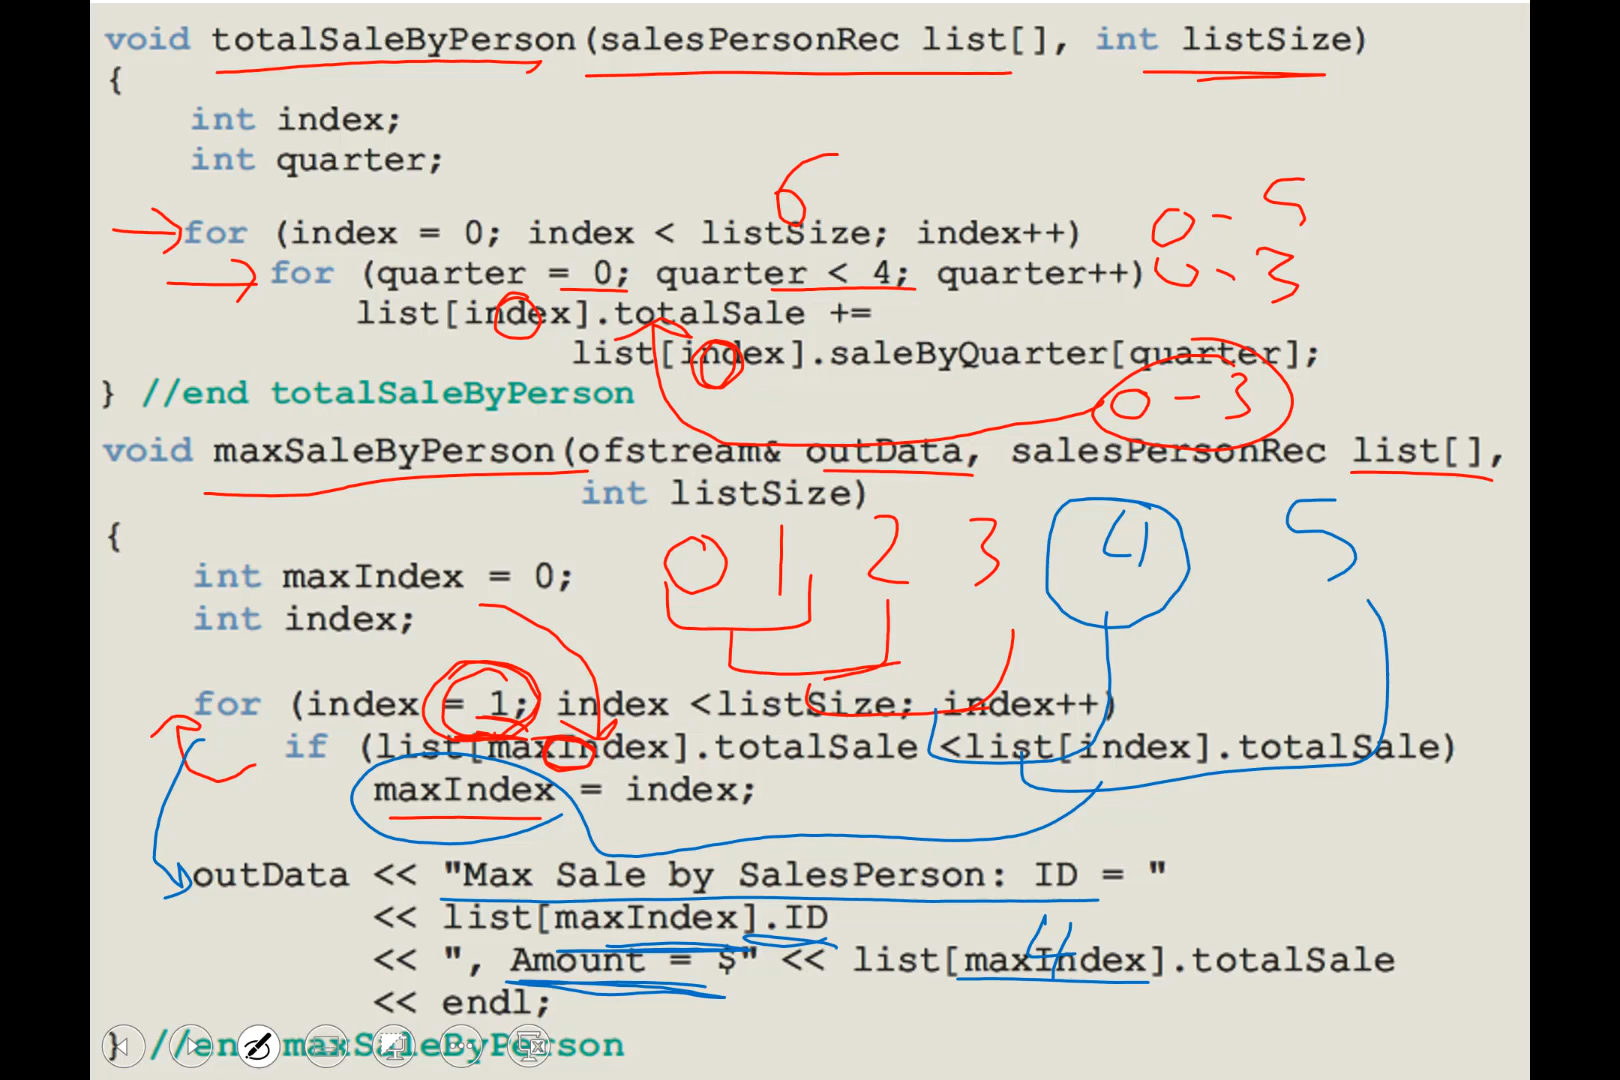 void totalSaleByPerson(salesPersonRec list[], int listSize)
{
int index;
int quarter;
6
for (index = 0; index < listSize; index++) 0 - 5
for (quarter = 0; quarter < 4; quarter++) 0 - 3
list[index].totalSale +=
list[index].saleByQuarter[quarter];
} //end totalSaleByPerson
0 - 3
void maxSaleByPerson(ofstream& outData, salesPersonRec list[],
int listSize)
{
0 1 2 3 4 5
int maxIndex = 0;
int index;
for (index = 1; index <listSize; index++)
if (list[maxIndex].totalSale <list[index].totalSale)
maxIndex = index;
outData << "Max Sale by SalesPerson: ID = "
<< list[maxIndex].ID
4
<< ", Amount = $" << list[maxIndex].totalSale
<< endl;
} //end maxSaleByPerson